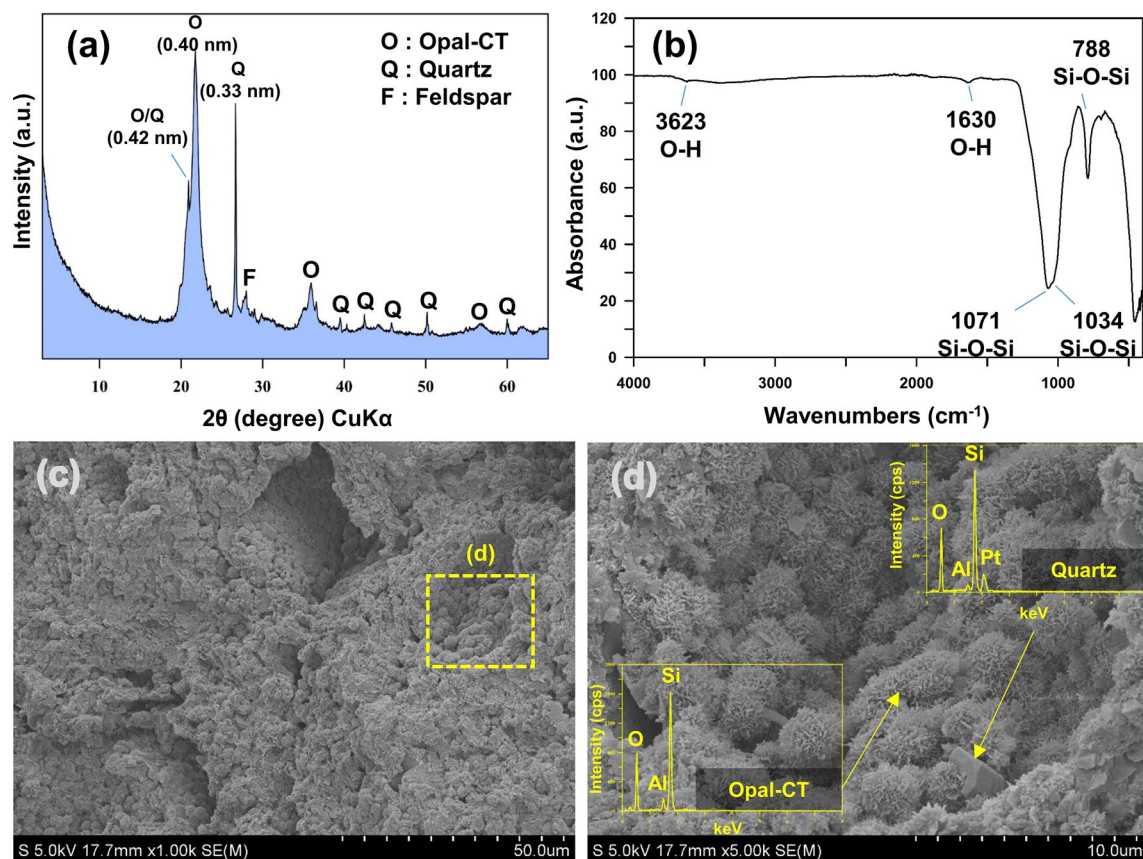 (a)
O
(0.40 nm)
Q
(0.33 nm)
O/Q
(0.42 nm)
O : Opal-CT
Q : Quartz
F : Feldspar
F
O
Q
Q
Q
Q
O
Q
Intensity (a.u.)
10
20
30
40
50
60
2θ (degree) CuKα
(b)
120
100
80
60
40
20
0
Absorbance (a.u.)
3623
O-H
1630
O-H
788
Si-O-Si
1071
Si-O-Si
1034
Si-O-Si
4000
3000
2000
1000
Wavenumbers (cm⁻¹)
(c)
(d)
S 5.0kV 17.7mm x1.00k SE(M)
50.0um
(d)
Intensity (cps)
O
Al
Si
Pt
Quartz
keV
Intensity (cps)
O
Al
Si
Opal-CT
keV
S 5.0kV 17.7mm x5.00k SE(M)
10.0um